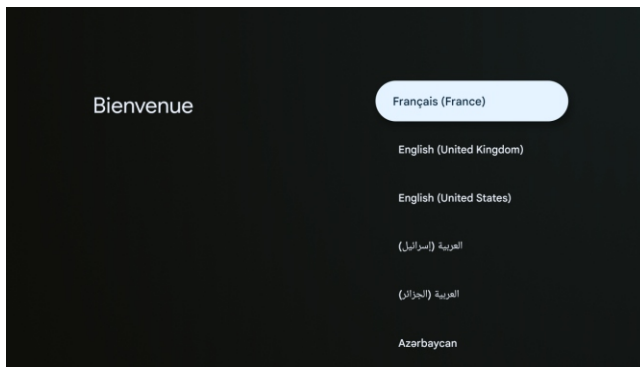 Bienvenue
Français (France)
English (United Kingdom)
English (United States)
العربية (إسرائيل)
العربية (الجزائر)
Azərbaycan